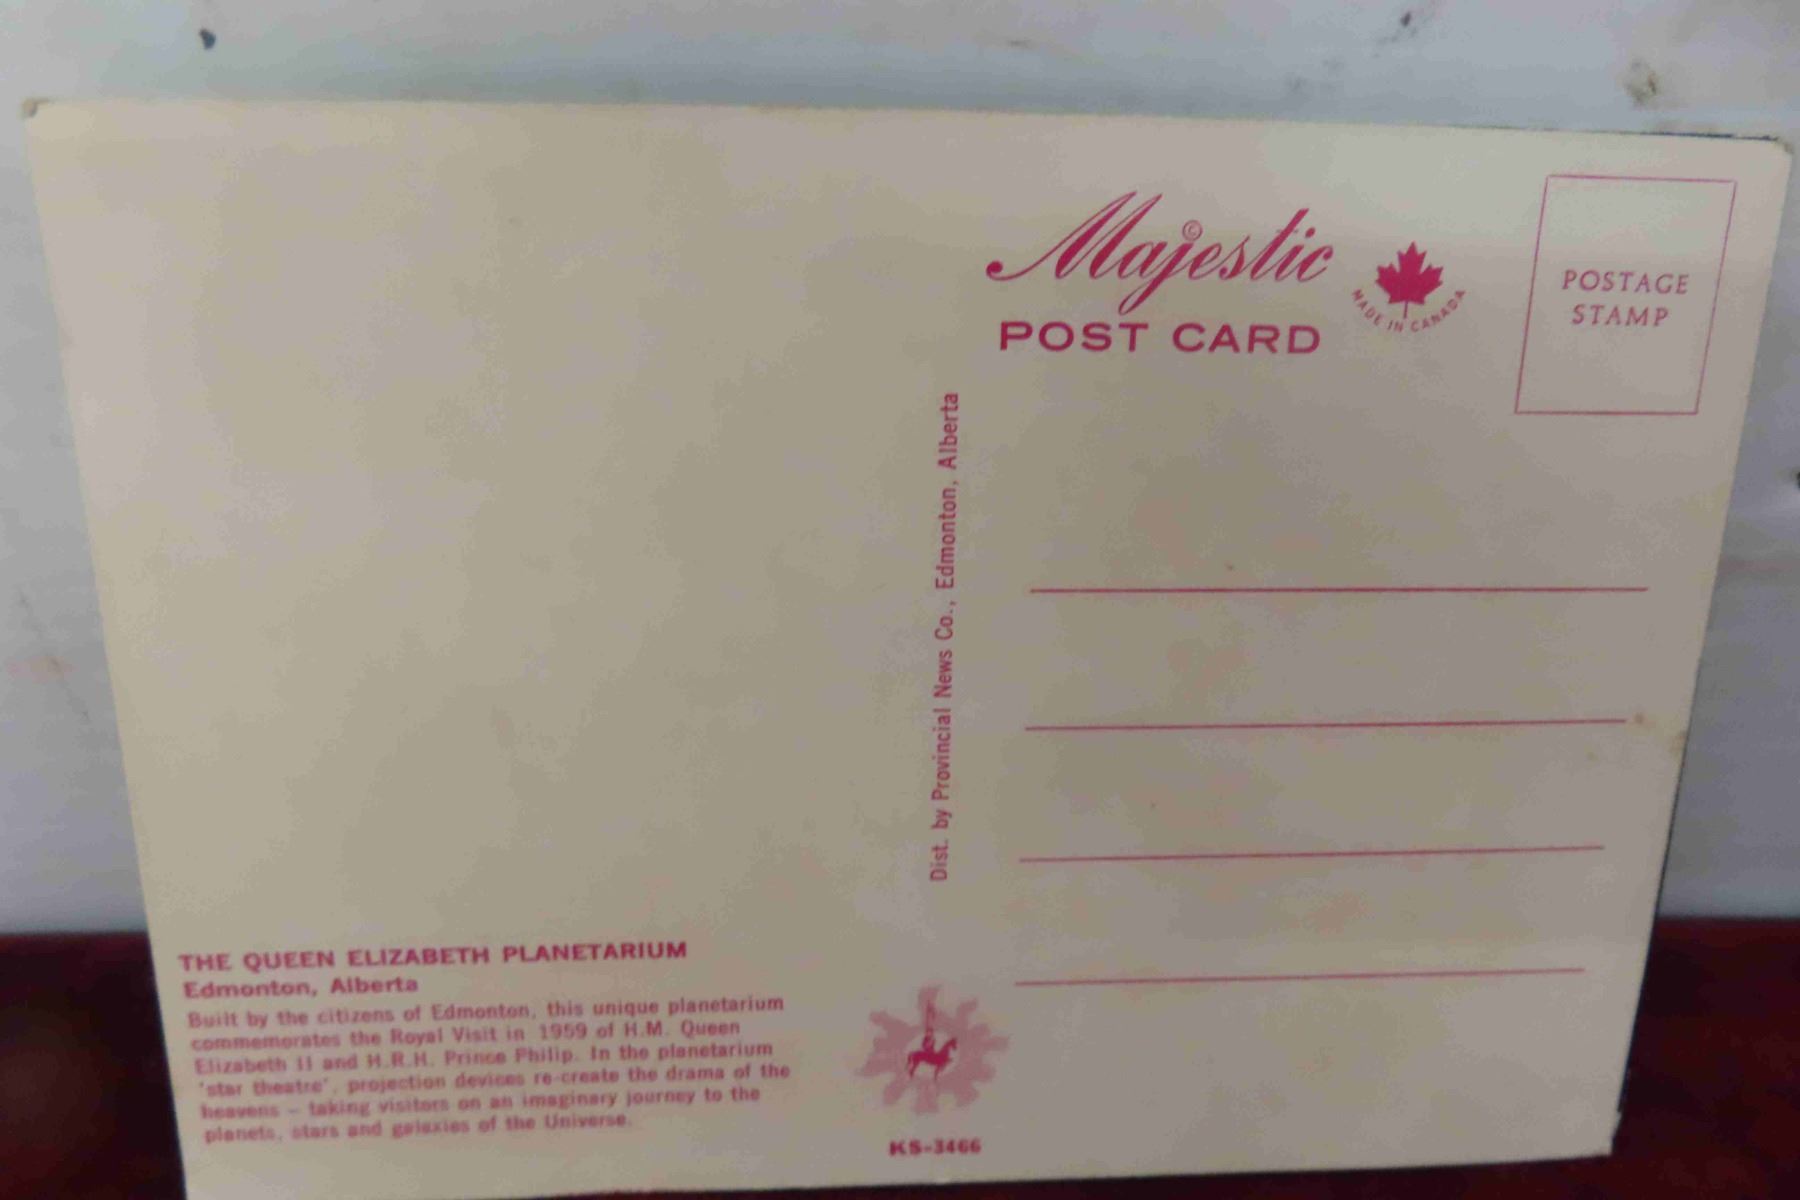 Majestic ©
POST CARD
MADE IN CANADA
POSTAGE
STAMP
Dist. by Provincial News Co., Edmonton, Alberta
THE QUEEN ELIZABETH PLANETARIUM
Edmonton, Alberta
Built by the citizens of Edmonton, this unique planetarium
commemorates the Royal Visit in 1959 of H.M. Queen
Elizabeth II and H.R.H. Prince Philip. In the planetarium
'star theatre', projection devices re-create the drama of the
heavens – taking visitors on an imaginary journey to the
planets, stars and galaxies of the Universe.
KS-3466